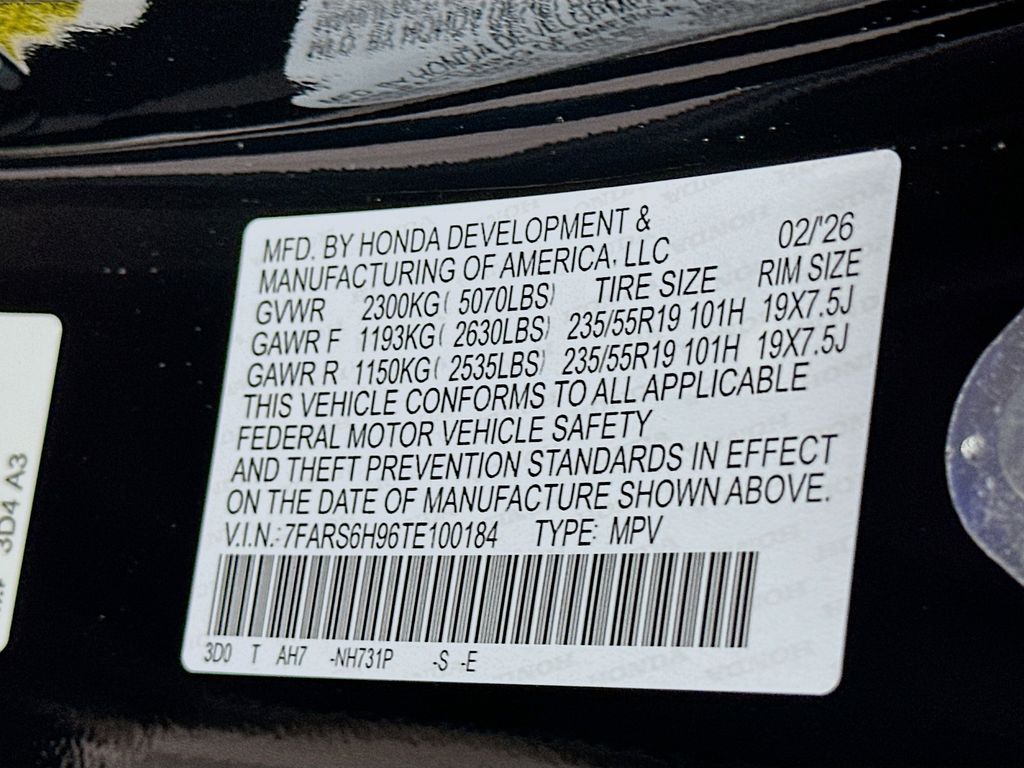 MFD. BY HONDA DEVELOPMENT &
MANUFACTURING OF AMERICA, LLC 02/'26
GVWR 2300KG( 5070LBS) TIRE SIZE RIM SIZE
GAWR F 1193KG( 2630LBS) 235/55R19 101H 19X7.5J
GAWR R 1150KG( 2535LBS) 235/55R19 101H 19X7.5J
THIS VEHICLE CONFORMS TO ALL APPLICABLE
FEDERAL MOTOR VEHICLE SAFETY
AND THEFT PREVENTION STANDARDS IN EFFECT
ON THE DATE OF MANUFACTURE SHOWN ABOVE.
V.I.N.: 7FARS6H96TE100184 TYPE: MPV
3D0 T AH7 -NH731P -S -E
3D4 A3